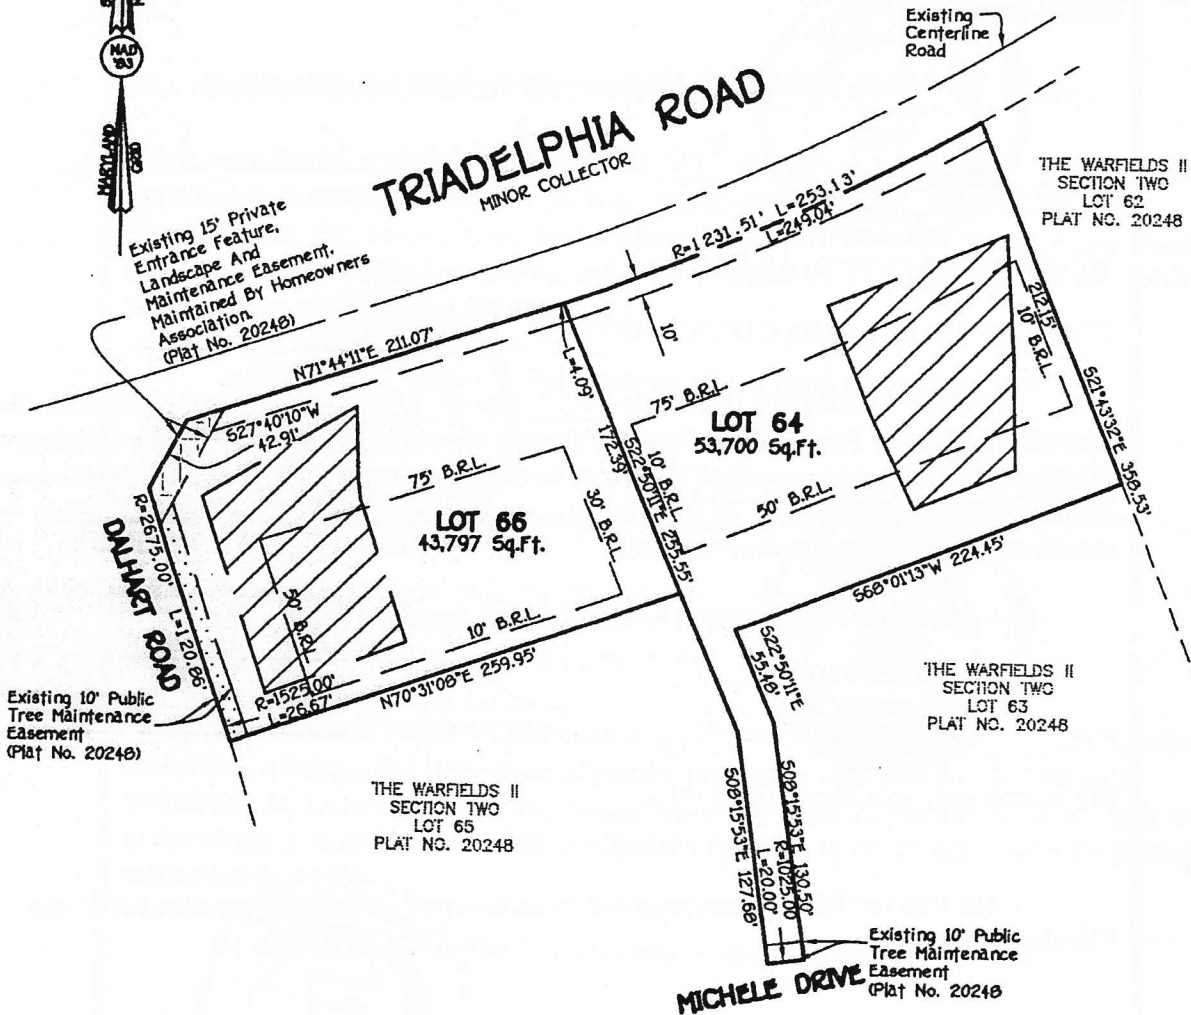 NAD
'83
MARYLAND
GRID
Existing
Centerline
Road
TRIADELPHIA ROAD
MINOR COLLECTOR
THE WARFIELDS II
SECTION TWO
LOT 62
PLAT NO. 20248
Existing 15' Private
Entrance Feature,
Landscape And
Maintenance Easement,
Maintained By Homeowners
Association.
(Plat No. 20248)
R=1231.51' L=253.13'
L=249.04'
10'
N71°44'11"E 211.07'
L=4.09'
212.15'
10' B.R.L.
S27°40'10"W
42.91'
75' B.R.L.
LOT 64
53,700 Sq.Ft.
172.39'
S22°50'11"E 255.55'
10' B.R.L.
S21°43'32"E 358.53'
75' B.R.L.
LOT 66
43,797 Sq.Ft.
30' B.R.L.
50' B.R.L.
R=2675.00'
L=120.86'
DALHART ROAD
50' B.R.L.
10' B.R.L.
S68°01'13"W 224.45'
R=1525.00'
L=26.67'
N70°31'08"E 259.95'
S22°50'11"E
55.48'
Existing 10' Public
Tree Maintenance
Easement
(Plat No. 20248)
THE WARFIELDS II
SECTION TWO
LOT 63
PLAT NO. 20248
THE WARFIELDS II
SECTION TWO
LOT 65
PLAT NO. 20248
S08°15'53"E 127.68'
S08°15'53"E 130.50'
R=1025.00
L=20.00'
Existing 10' Public
Tree Maintenance
Easement
(Plat No. 20248
MICHELE DRIVE